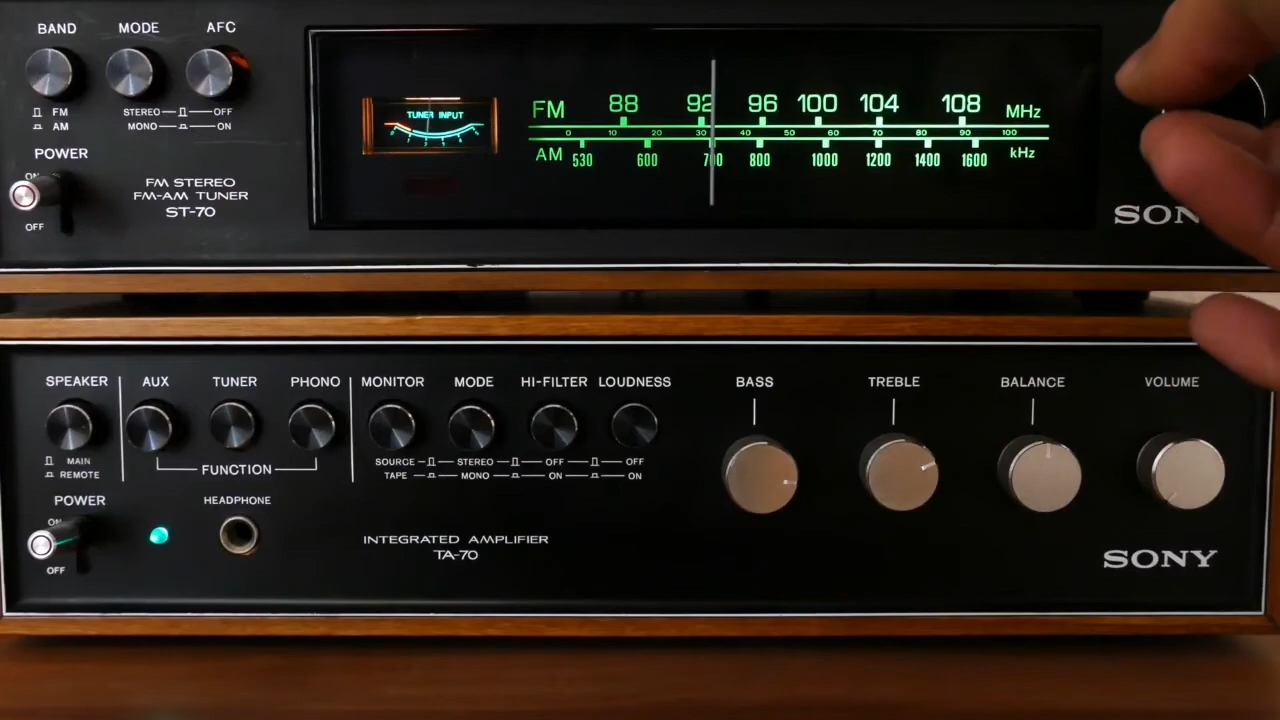 BAND MODE AFC
FM STEREO OFF
AM MONO ON
POWER
ON
OFF
FM STEREO
FM-AM TUNER
ST-70
TUNER INPUT
FM 88 92 96 100 104 108 MHz
0 10 20 30 40 50 60 70 80 90 100
AM 530 600 700 800 1000 1200 1400 1600 kHz
SON
SPEAKER AUX TUNER PHONO MONITOR MODE HI-FILTER LOUDNESS BASS TREBLE BALANCE VOLUME
MAIN SOURCE STEREO OFF OFF
REMOTE FUNCTION TAPE MONO ON ON
POWER HEADPHONE
ON
OFF
INTEGRATED AMPLIFIER
TA-70
SONY